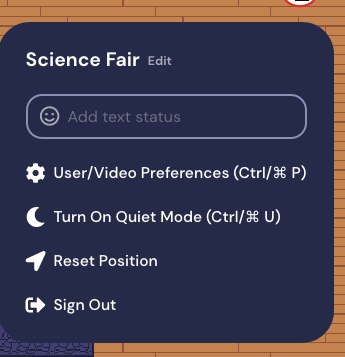 Science Fair Edit
Add text status
User/Video Preferences (Ctrl/⌘ P)
Turn On Quiet Mode (Ctrl/⌘ U)
Reset Position
Sign Out